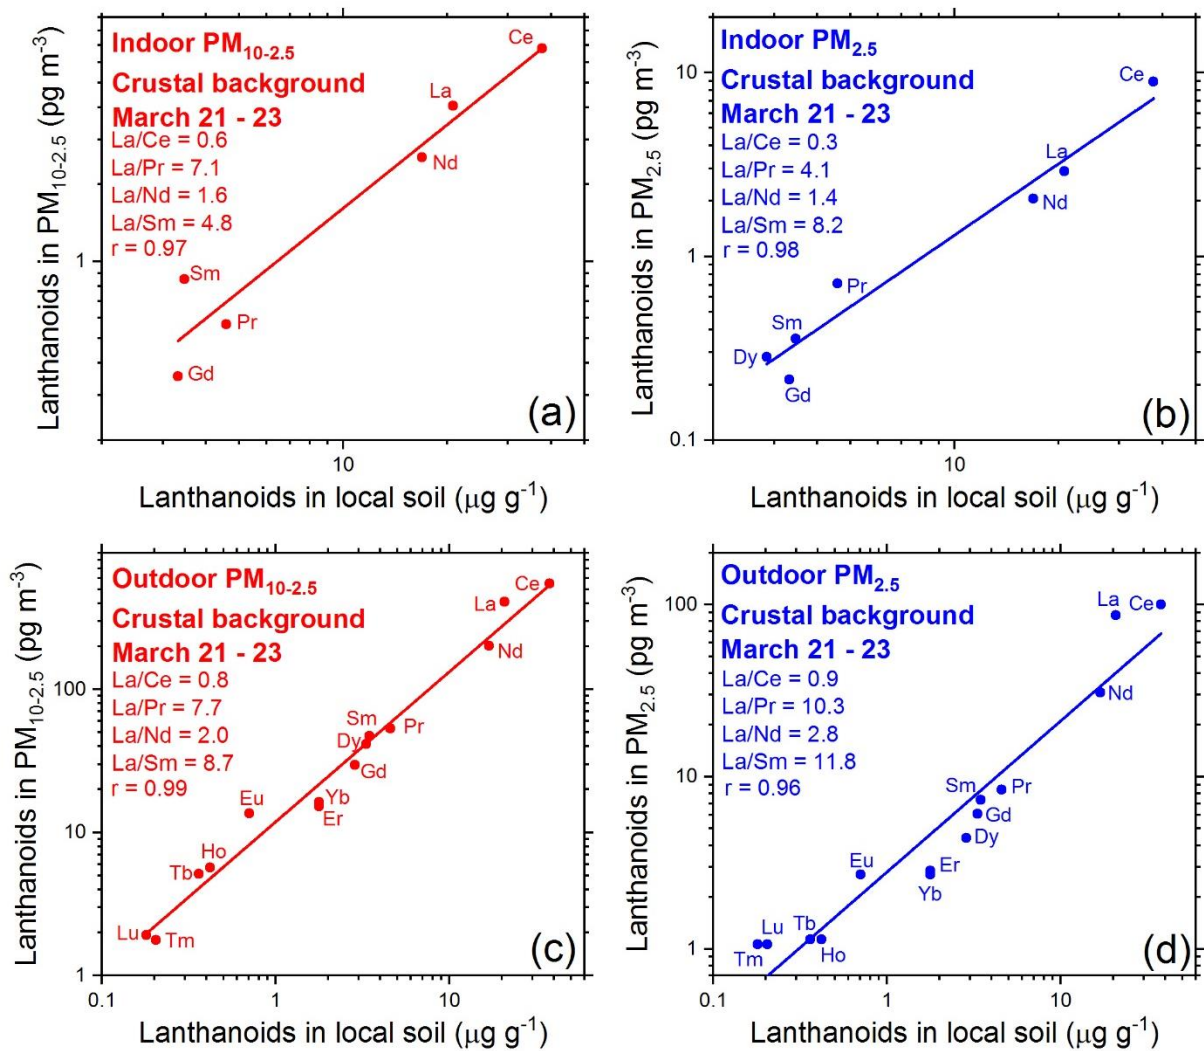 Indoor PM10-2.5
Crustal background
March 21 - 23
La/Ce = 0.6
La/Pr = 7.1
La/Nd = 1.6
La/Sm = 4.8
r = 0.97
Ce
La
Nd
Sm
Pr
Gd
(a)
1
10
Lanthanoids in PM10-2.5 (pg m-3)
Lanthanoids in local soil (μg g-1)
Indoor PM2.5
Crustal background
March 21 - 23
La/Ce = 0.3
La/Pr = 4.1
La/Nd = 1.4
La/Sm = 8.2
r = 0.98
Ce
La
Nd
Pr
Sm
Dy
Gd
(b)
10
1
0.1
10
Lanthanoids in PM2.5 (pg m-3)
Lanthanoids in local soil (μg g-1)
Outdoor PM10-2.5
Crustal background
March 21 - 23
La/Ce = 0.8
La/Pr = 7.7
La/Nd = 2.0
La/Sm = 8.7
r = 0.99
Ce
La
Nd
Sm
Pr
Dy
Gd
Eu
Yb
Er
Ho
Tb
Lu
Tm
(c)
100
10
1
0.1
1
10
Lanthanoids in PM10-2.5 (pg m-3)
Lanthanoids in local soil (μg g-1)
Outdoor PM2.5
Crustal background
March 21 - 23
La/Ce = 0.9
La/Pr = 10.3
La/Nd = 2.8
La/Sm = 11.8
r = 0.96
La
Ce
Nd
Sm
Pr
Gd
Dy
Eu
Er
Yb
Lu
Tb
Tm
Ho
(d)
100
10
1
0.1
1
10
Lanthanoids in PM2.5 (pg m-3)
Lanthanoids in local soil (μg g-1)